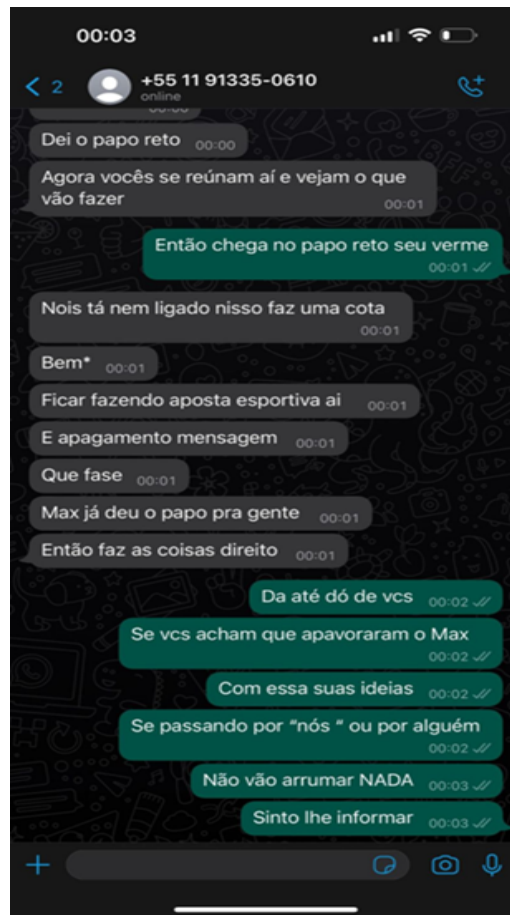 00:03
2
+55 11 91335-0610
online
Dei o papo reto 00:00
Agora vocês se reúnam aí e vejam o que
vão fazer 00:01
Então chega no papo reto seu verme
00:01
Nois tá nem ligado nisso faz uma cota
00:01
Bem* 00:01
Ficar fazendo aposta esportiva ai 00:01
E apagamento mensagem 00:01
Que fase 00:01
Max já deu o papo pra gente 00:01
Então faz as coisas direito 00:01
Da até dó de vcs 00:02
Se vcs acham que apavoraram o Max
00:02
Com essa suas ideias 00:02
Se passando por “nós “ ou por alguém
00:02
Não vão arrumar NADA 00:03
Sinto lhe informar 00:03